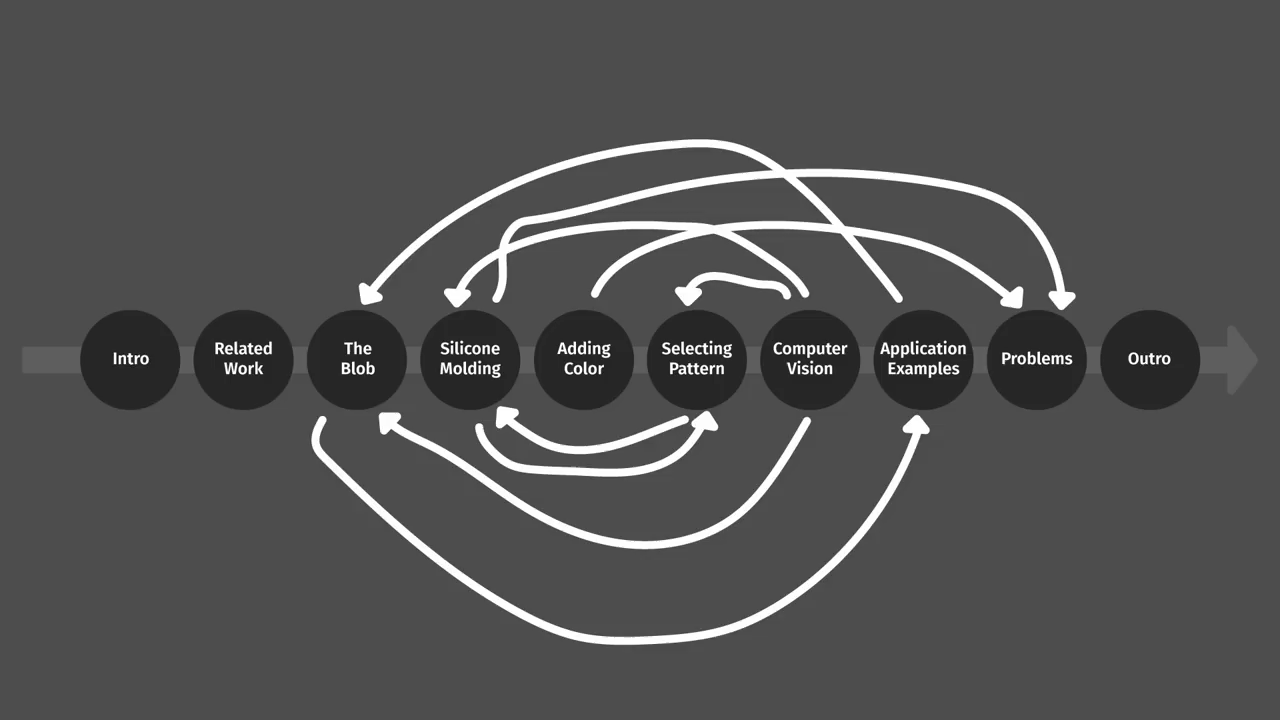 Intro
Related
Work
The
Blob
Silicone
Molding
Adding
Color
Selecting
Pattern
Computer
Vision
Application
Examples
Problems
Outro